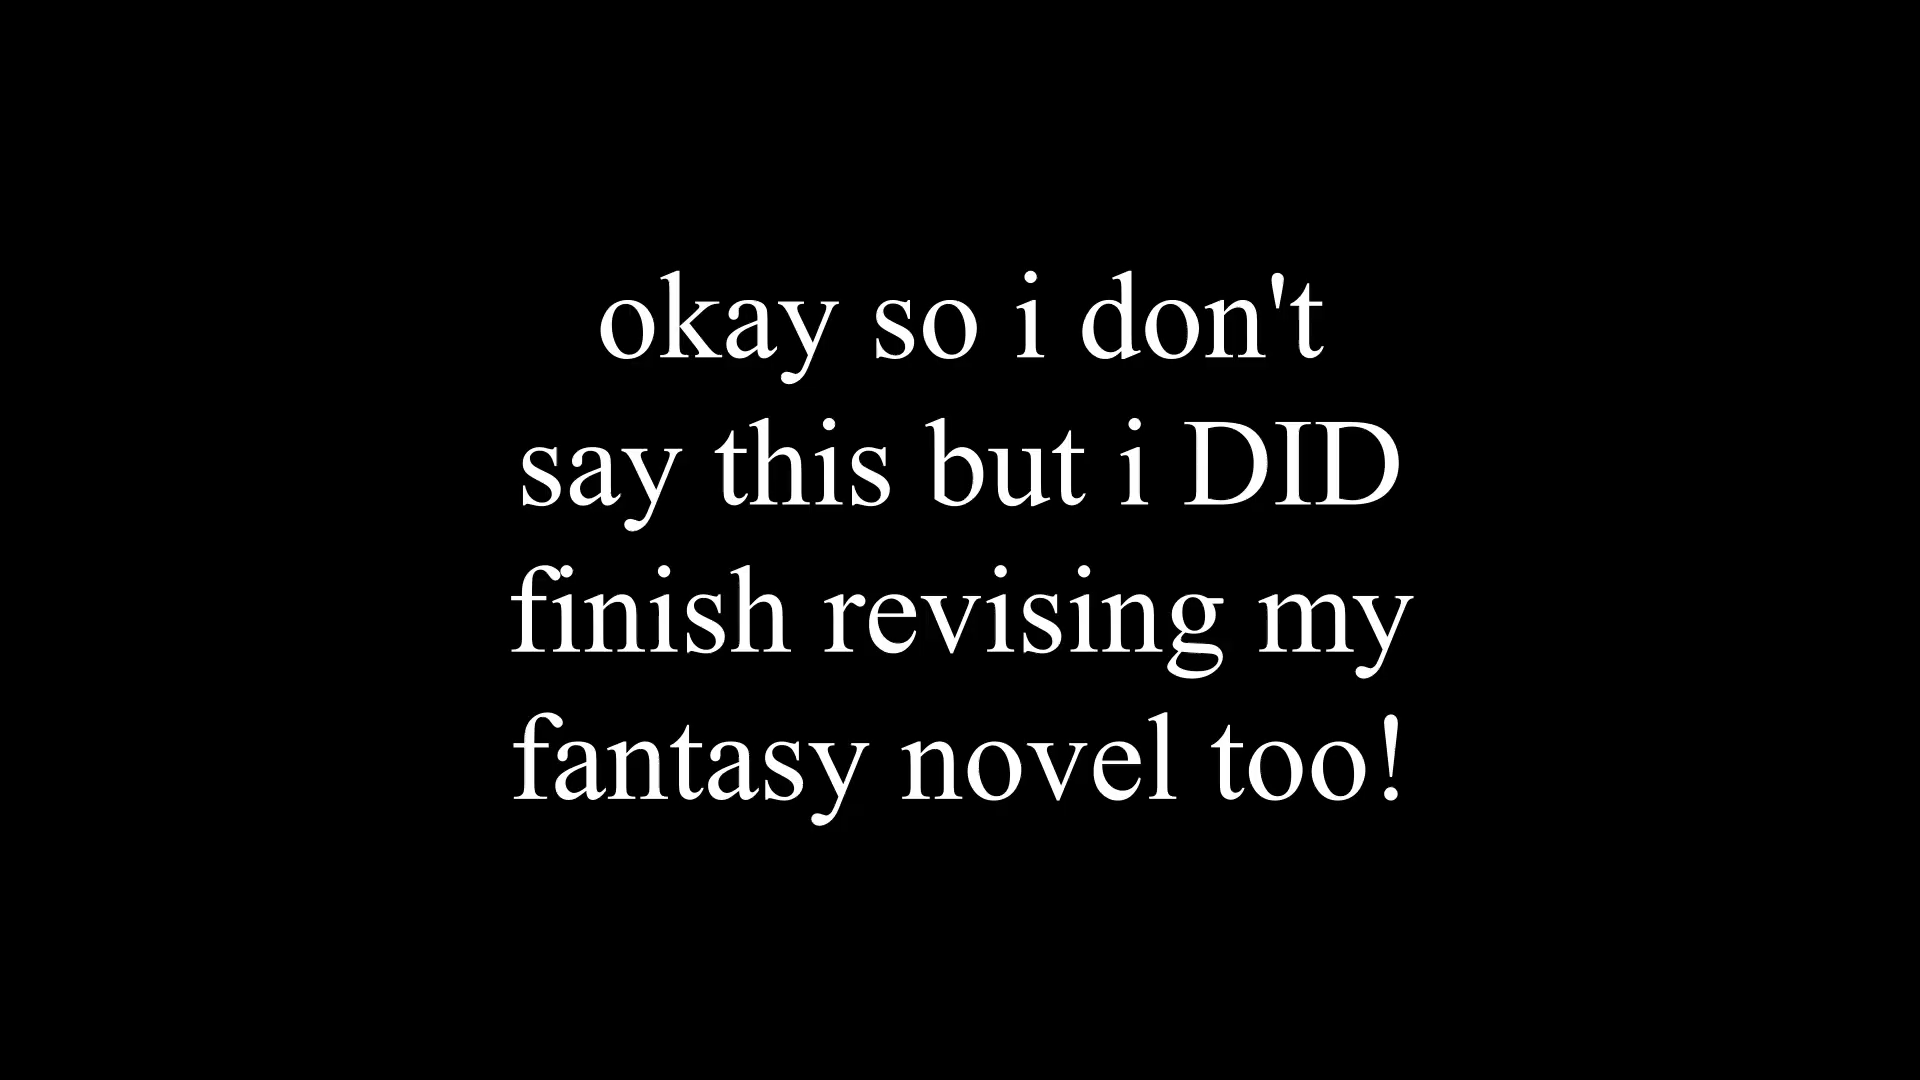 okay so i don't
say this but i DID
finish revising my
fantasy novel too!